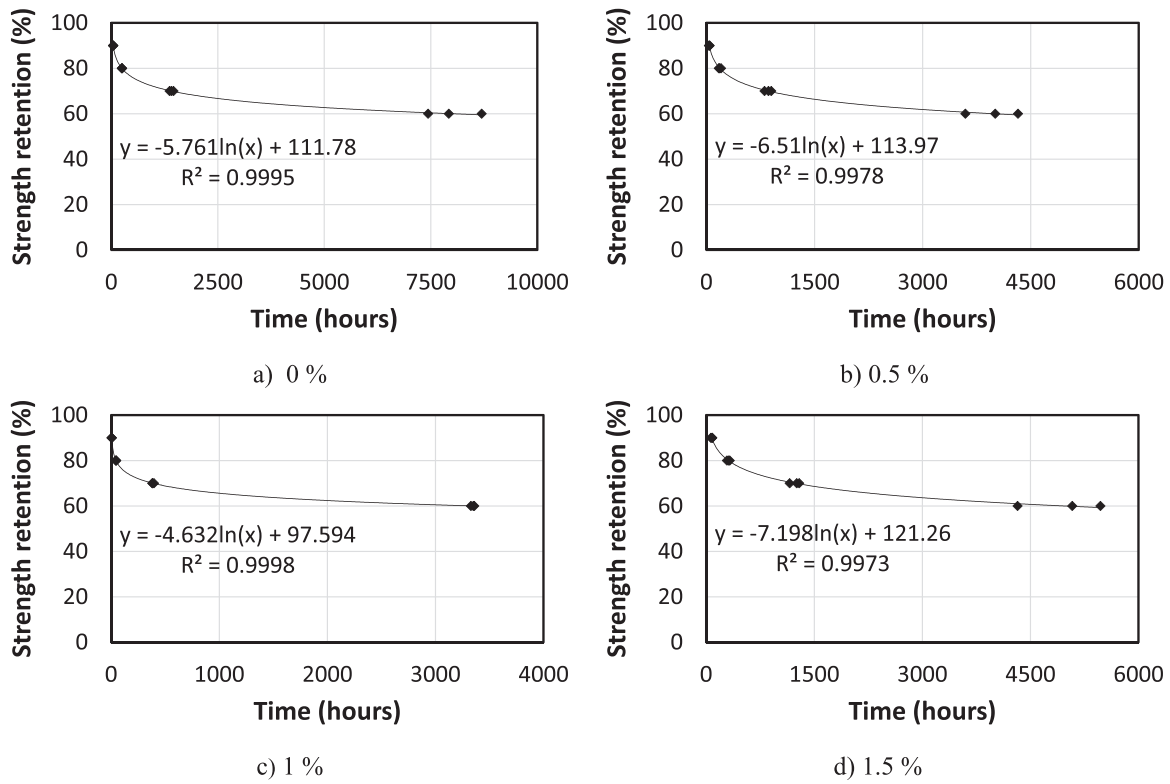 Strength retention (%)
100
80
60
40
20
0
y = -5.761ln(x) + 111.78
R² = 0.9995
0 2500 5000 7500 10000
Time (hours)
a) 0 %
Strength retention (%)
100
80
60
40
20
0
y = -6.51ln(x) + 113.97
R² = 0.9978
0 1500 3000 4500 6000
Time (hours)
b) 0.5 %
Strength retention (%)
100
80
60
40
20
0
y = -4.632ln(x) + 97.594
R² = 0.9998
0 1000 2000 3000 4000
Time (hours)
c) 1 %
Strength retention (%)
100
80
60
40
20
0
y = -7.198ln(x) + 121.26
R² = 0.9973
0 1500 3000 4500 6000
Time (hours)
d) 1.5 %